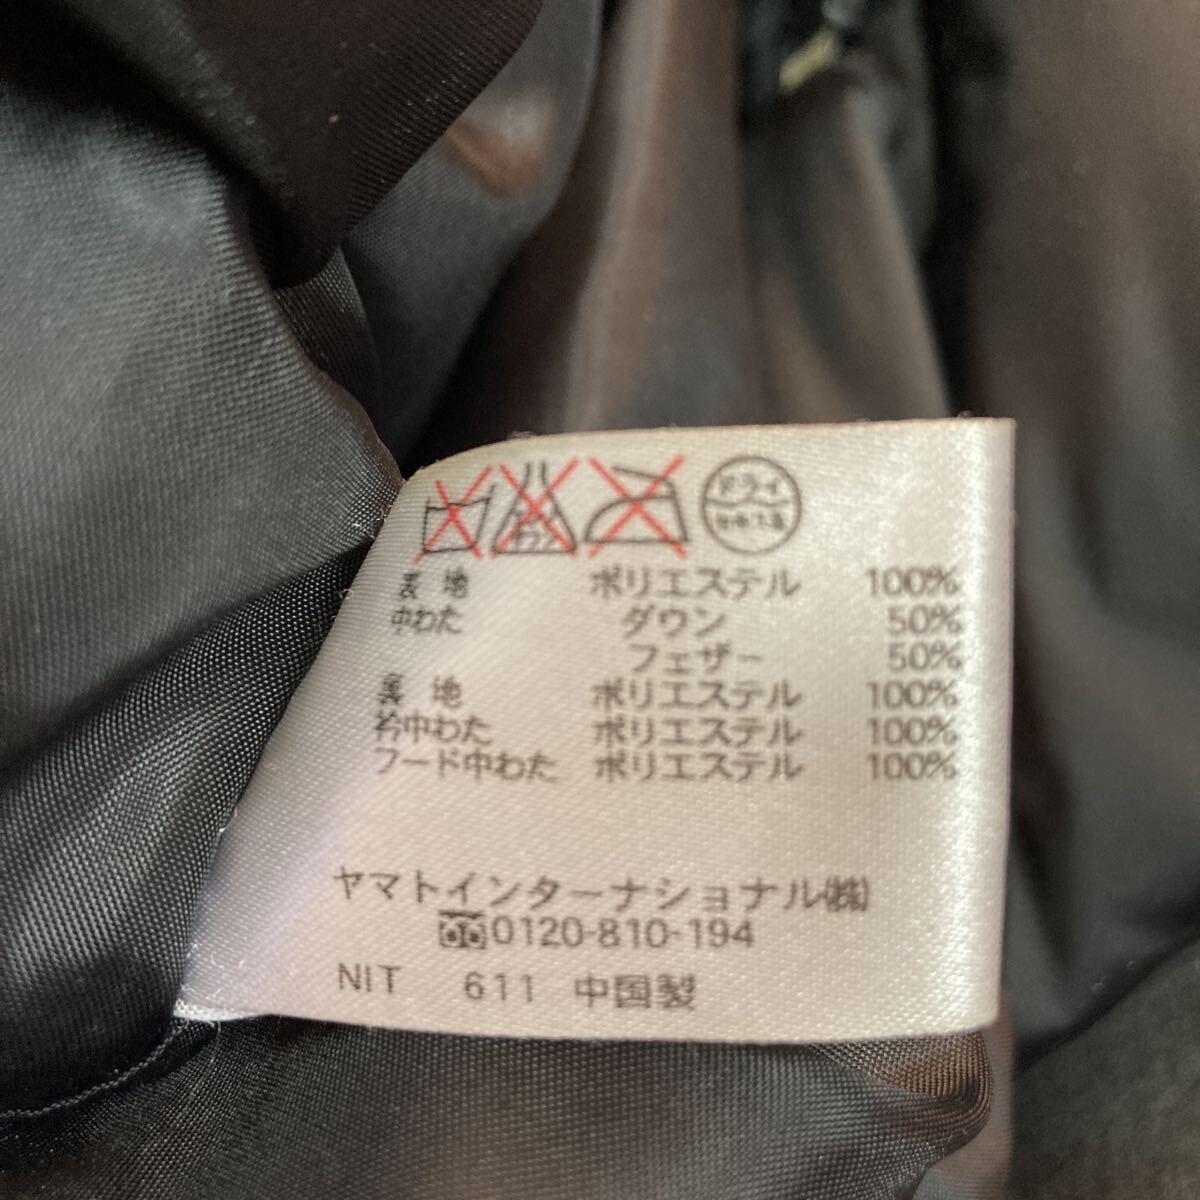 ドライ
セキユ系
表地 ポリエステル 100%
中わた ダウン 50%
フェザー 50%
裏地 ポリエステル 100%
衿中わた ポリエステル 100%
フード中わた ポリエステル 100%
ヤマトインターナショナル(株)
0120-810-194
NIT 611 中国製